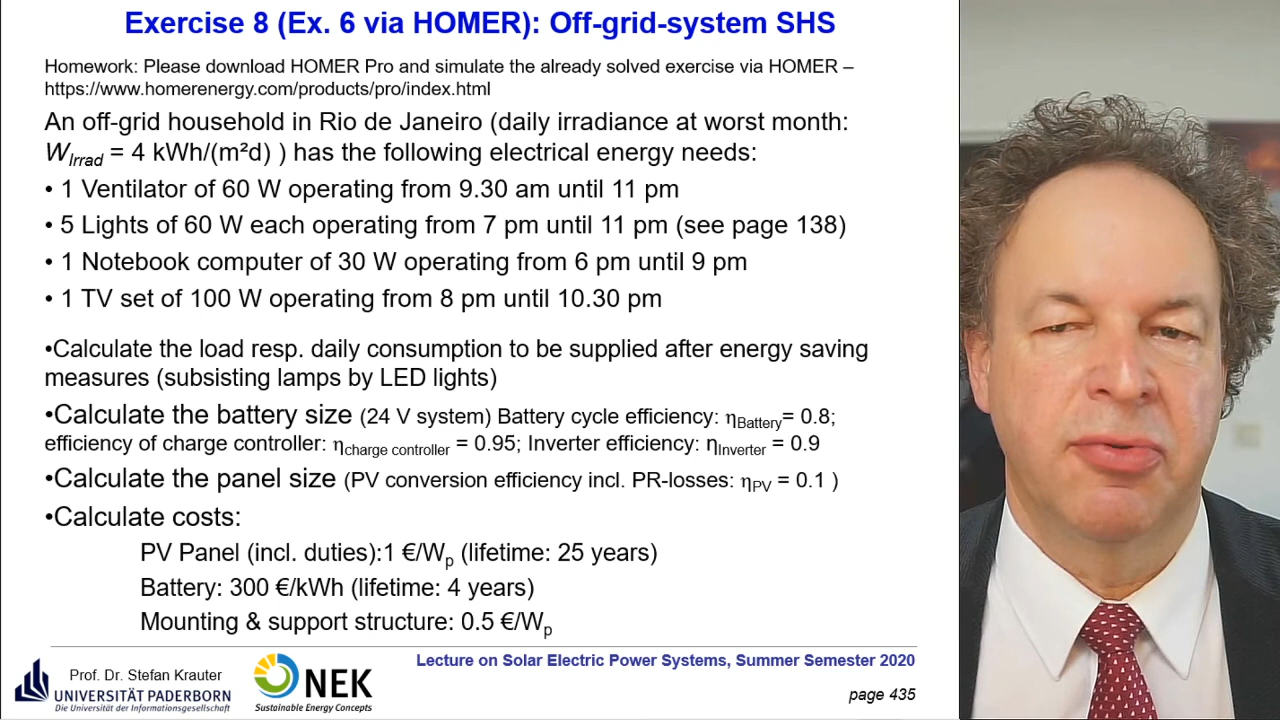 Exercise 8 (Ex. 6 via HOMER): Off-grid-system SHS
Homework: Please download HOMER Pro and simulate the already solved exercise via HOMER –
https://www.homerenergy.com/products/pro/index.html
An off-grid household in Rio de Janeiro (daily irradiance at worst month:
W_Irrad = 4 kWh/(m²d) ) has the following electrical energy needs:
• 1 Ventilator of 60 W operating from 9.30 am until 11 pm
• 5 Lights of 60 W each operating from 7 pm until 11 pm (see page 138)
• 1 Notebook computer of 30 W operating from 6 pm until 9 pm
• 1 TV set of 100 W operating from 8 pm until 10.30 pm
•Calculate the load resp. daily consumption to be supplied after energy saving
measures (subsisting lamps by LED lights)
•Calculate the battery size (24 V system) Battery cycle efficiency: η_Battery= 0.8;
efficiency of charge controller: η_charge controller = 0.95; Inverter efficiency: η_Inverter = 0.9
•Calculate the panel size (PV conversion efficiency incl. PR-losses: η_PV = 0.1 )
•Calculate costs:
PV Panel (incl. duties):1 €/W_p (lifetime: 25 years)
Battery: 300 €/kWh (lifetime: 4 years)
Mounting & support structure: 0.5 €/W_p
Lecture on Solar Electric Power Systems, Summer Semester 2020
Prof. Dr. Stefan Krauter
UNIVERSITÄT PADERBORN
Die Universität der Informationsgesellschaft
NEK
Sustainable Energy Concepts
page 435